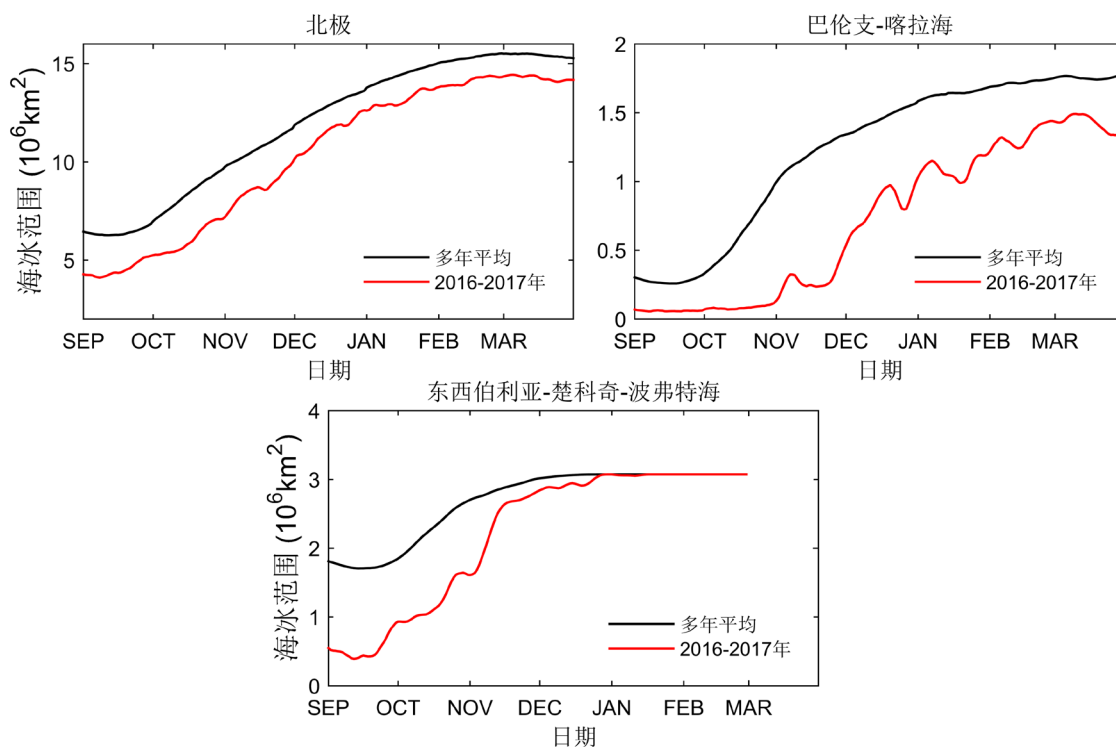 北极
海冰范围 (10⁶km²)
15
10
5
多年平均
2016-2017年
SEP OCT NOV DEC JAN FEB MAR
日期
巴伦支-喀拉海
2
1.5
1
0.5
0
多年平均
2016-2017年
SEP OCT NOV DEC JAN FEB MAR
日期
东西伯利亚-楚科奇-波弗特海
海冰范围 (10⁶km²)
4
3
2
1
0
多年平均
2016-2017年
SEP OCT NOV DEC JAN FEB MAR
日期